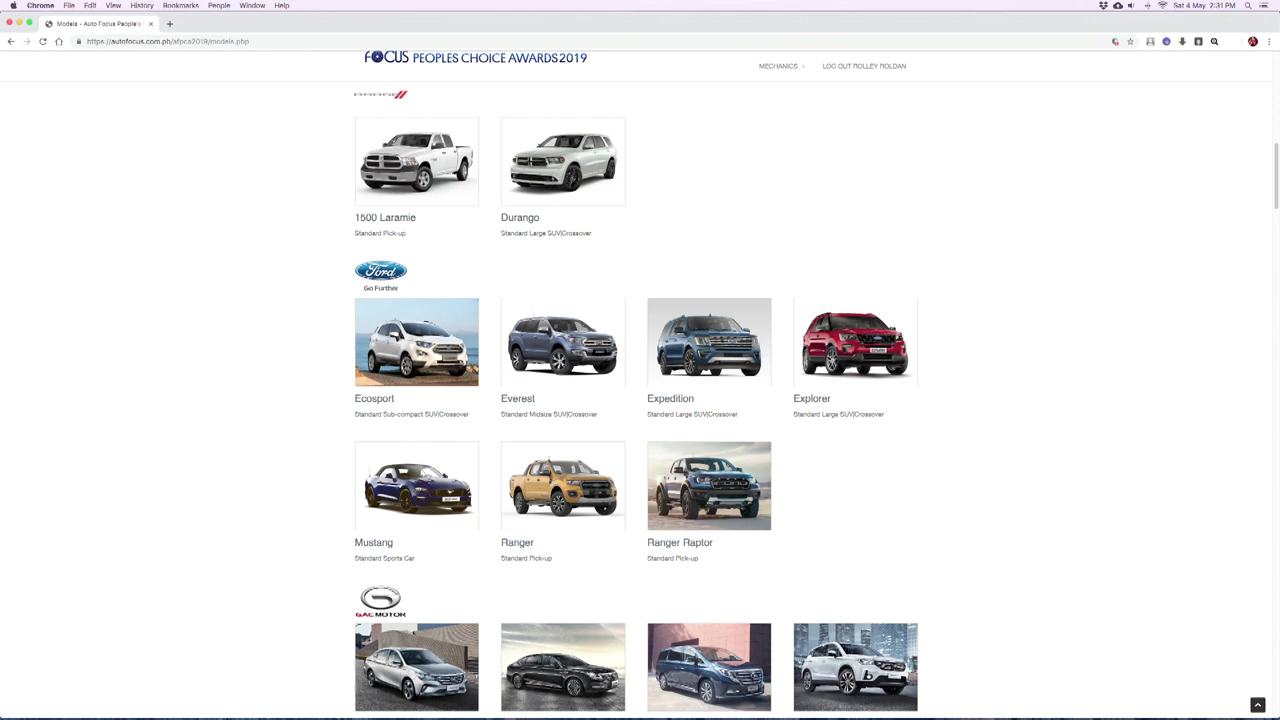 Chrome File Edit View History Bookmarks People Window Help
Sat 4 May 2:31 PM
Models - Auto Focus People's
https://autofocus.com.ph/afpca2019/models.php
FOCUS PEOPLES CHOICE AWARDS 2019
MECHANICS
LOG OUT ROLLEY ROLDAN
1500 Laramie
Durango
Standard Pick-up
Standard Large SUV|Crossover
Ford
Go Further
Ecosport
Everest
Expedition
Explorer
Standard Sub-compact SUV|Crossover
Standard Midsize SUV|Crossover
Standard Large SUV|Crossover
Standard Large SUV|Crossover
Mustang
Ranger
Ranger Raptor
Standard Sports Car
Standard Pick-up
Standard Pick-up
GAC MOTOR